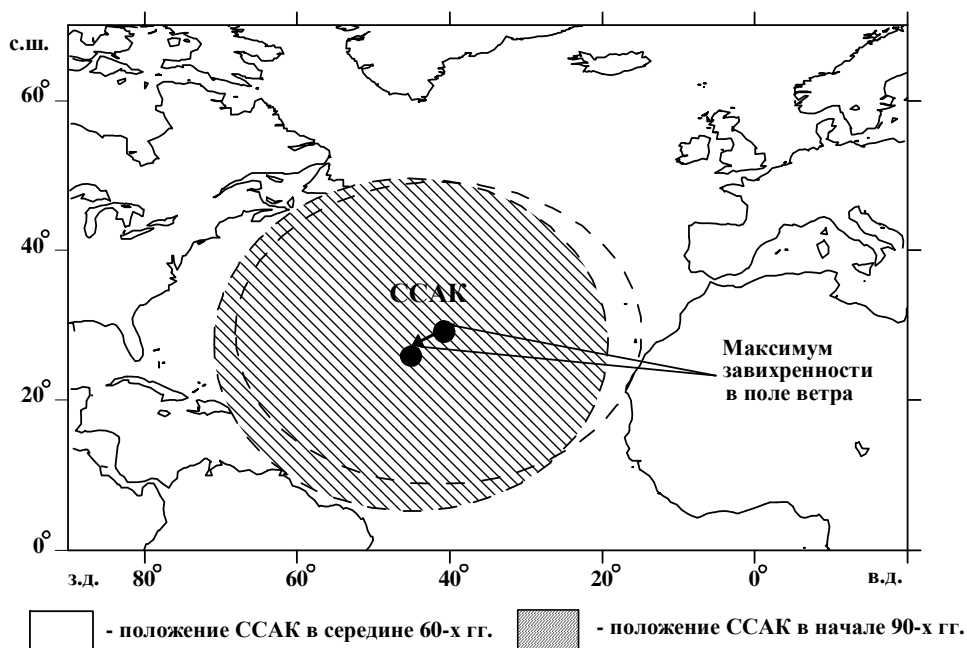 с.ш.
60°
40°
ССАК
Максимум
завихренности
в поле ветра
20°
0°
з.д. 80° 60° 40° 20° 0° в.д.
- положение ССАК в середине 60-х гг.
- положение ССАК в начале 90-х гг.